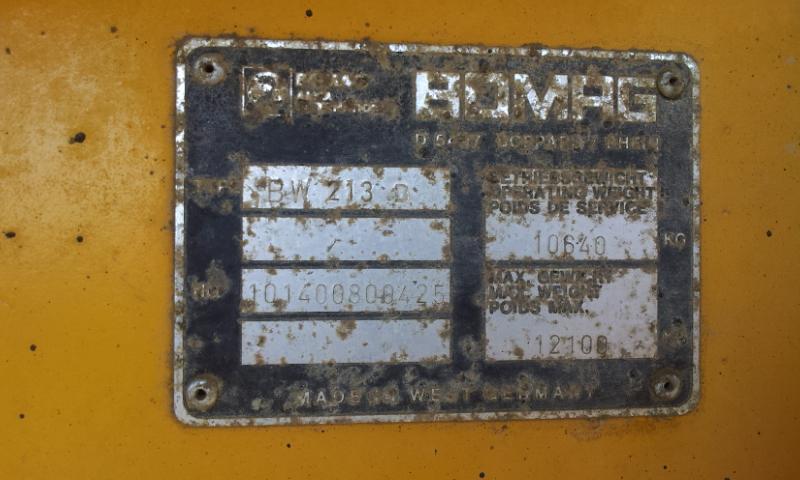 BOMAG
BW 213 D
BETRIEBSGEWICHT
OPERATING WEIGHT
POIDS DE SERVICE
10640 KG
No. 101400800425
MAX. GEWICHT
MAX. WEIGHT
POIDS MAX.
12100
MADE IN WEST GERMANY